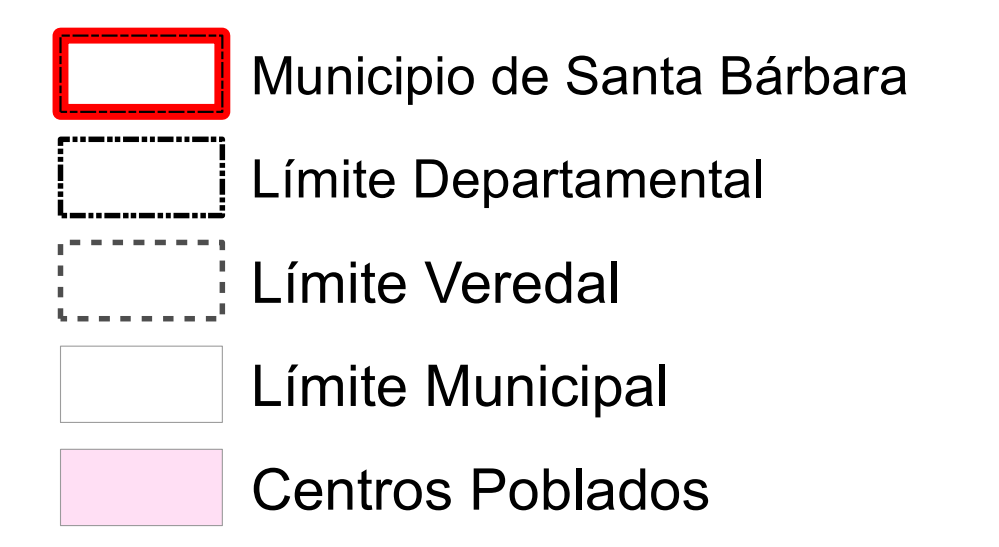 Municipio de Santa Bárbara
Límite Departamental
Límite Veredal
Límite Municipal
Centros Poblados